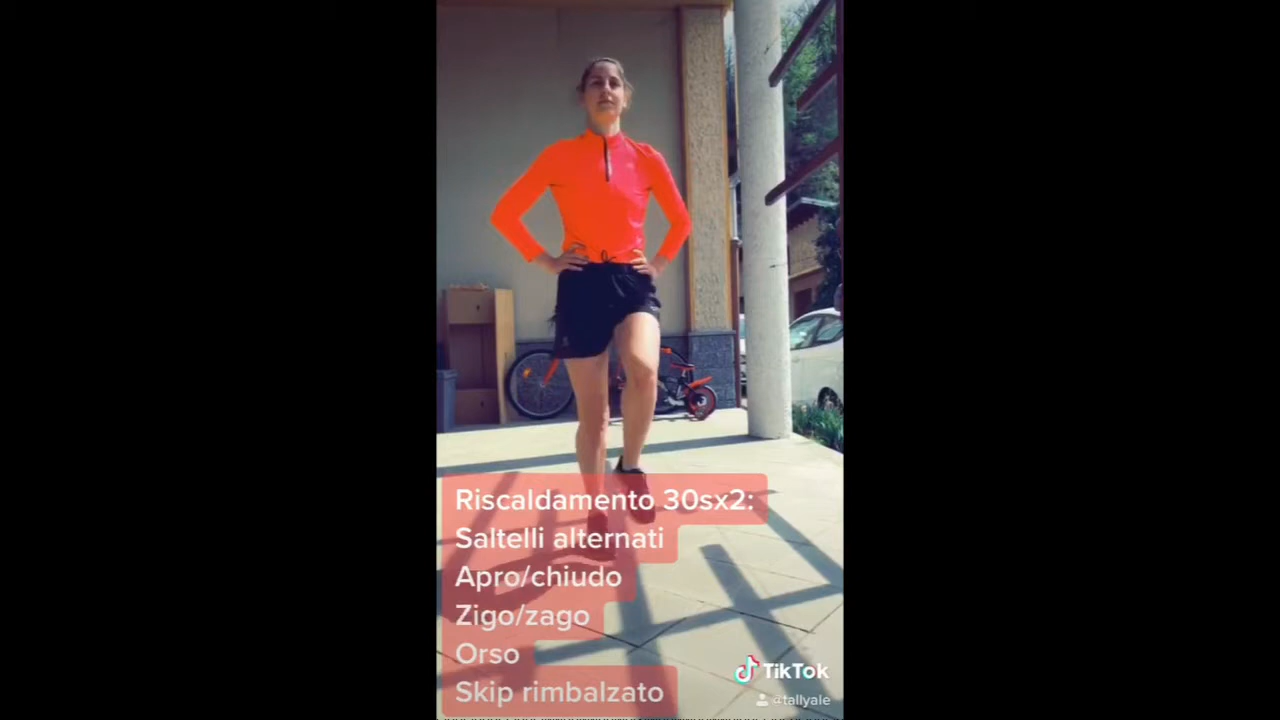 Riscaldamento 30sx2:
Saltelli alternati
Apro/chiudo
Zigo/zago
Orso
Skip rimbalzato
TikTok
@tallyale